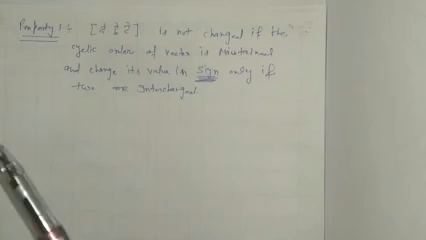 Property 1 :- [a⃗ b⃗ c⃗] is not changed if the
cyclic order of vector is Maintained
and change its value in sign only if
two are Interchanged.